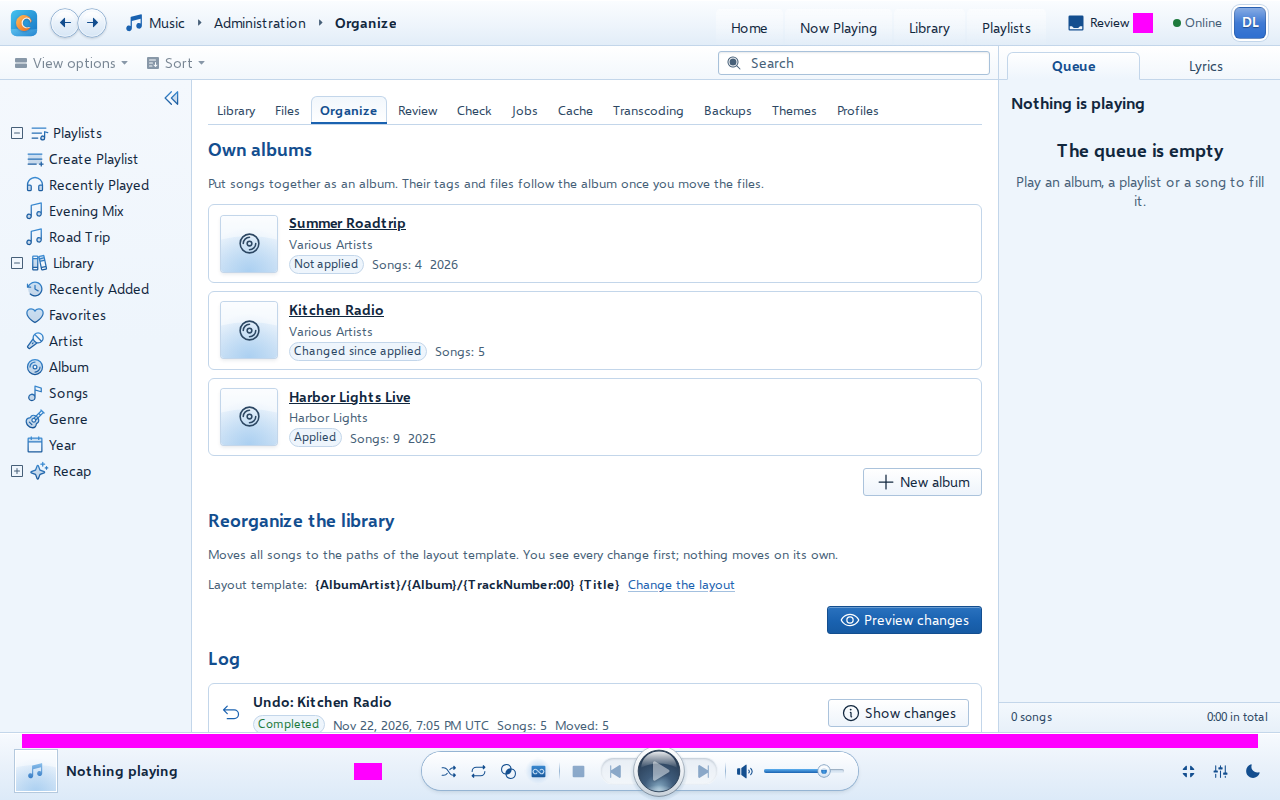 Music
Administration
Organize
Home
Now Playing
Library
Playlists
Review
Online
DL
View options
Sort
Search
Queue
Lyrics
Playlists
Create Playlist
Recently Played
Evening Mix
Road Trip
Library
Recently Added
Favorites
Artist
Album
Songs
Genre
Year
Recap
Library
Files
Organize
Review
Check
Jobs
Cache
Transcoding
Backups
Themes
Profiles
Own albums
Put songs together as an album. Their tags and files follow the album once you move the files.
Summer Roadtrip
Various Artists
Not applied Songs: 4 2026
Kitchen Radio
Various Artists
Changed since applied Songs: 5
Harbor Lights Live
Harbor Lights
Applied Songs: 9 2025
New album
Reorganize the library
Moves all songs to the paths of the layout template. You see every change first; nothing moves on its own.
Layout template: {AlbumArtist}/{Album}/{TrackNumber:00} {Title} Change the layout
Preview changes
Log
Undo: Kitchen Radio
Completed Nov 22, 2026, 7:05 PM UTC Songs: 5 Moved: 5
Show changes
Nothing is playing
The queue is empty
Play an album, a playlist or a song to fill
it.
0 songs
0:00 in total
Nothing playing